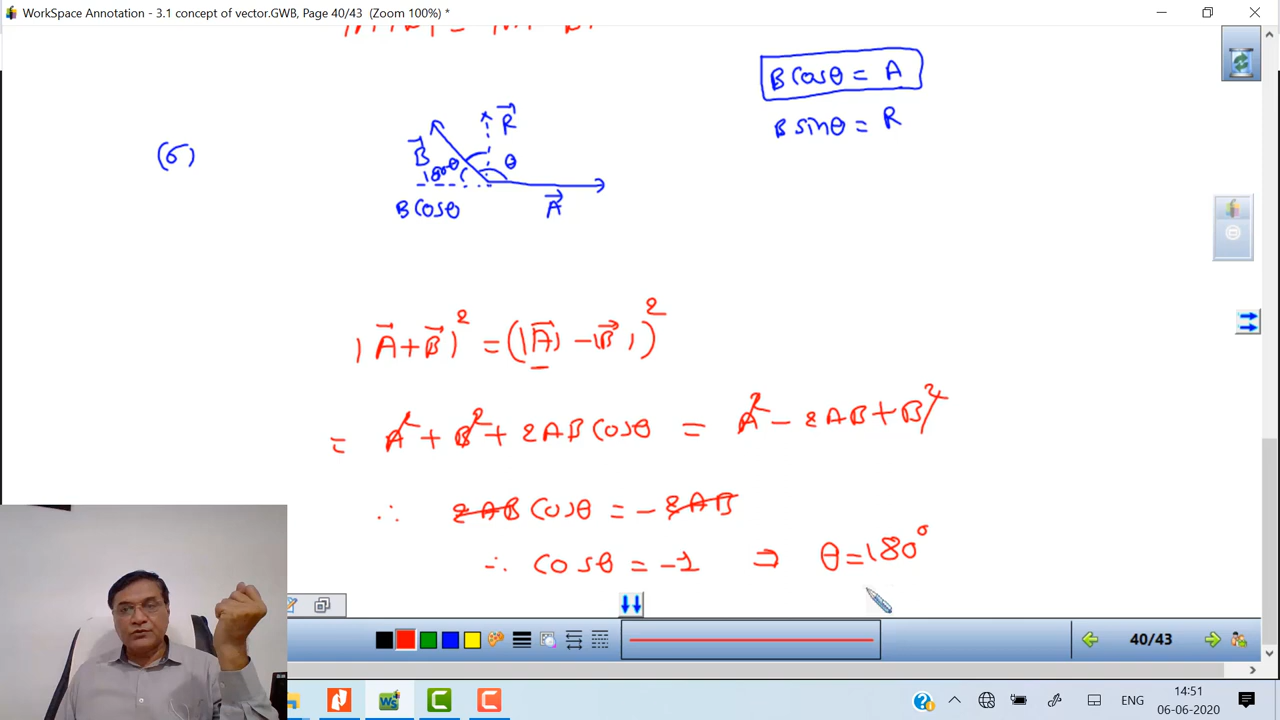 WorkSpace Annotation - 3.1 concept of vector.GWB, Page 40/43 (Zoom 100%) *
B cosθ = A
B sinθ = R
(6)
B⃗
R⃗
θ
180-θ
B cosθ
A⃗
|A⃗+B⃗|² = (|A⃗| - |B⃗|)²
= A² + B² + 2AB cosθ = A² - 2AB + B²
∴ 2AB cosθ = -2AB
∴ cosθ = -1 ⇒ θ = 180°
40/43
ENG
14:51
06-06-2020